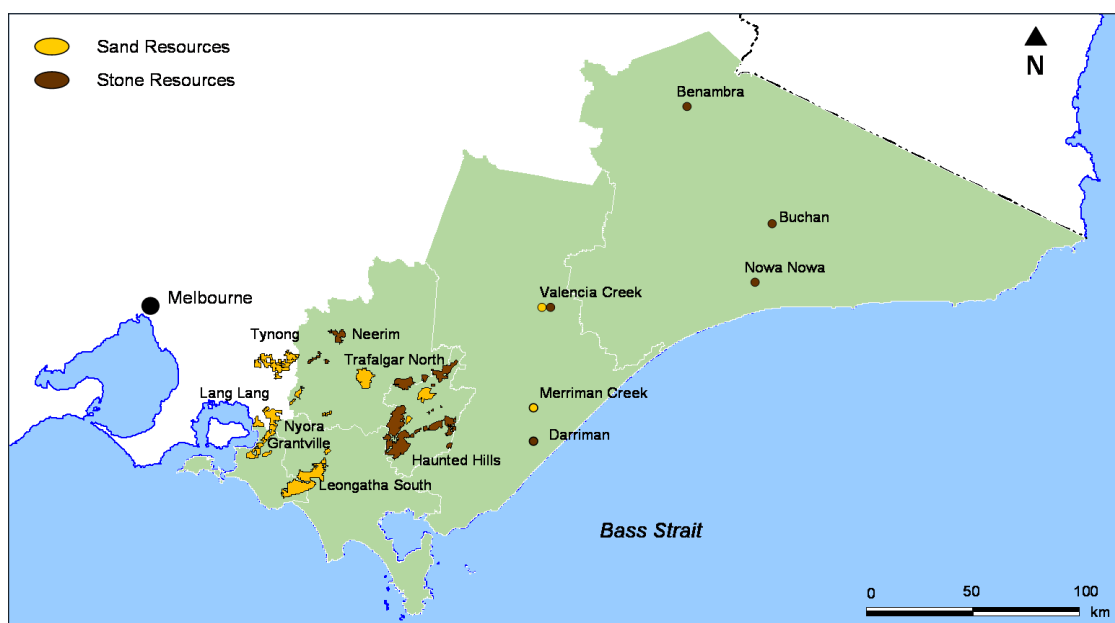 Sand Resources
Stone Resources
N
Benambra
Buchan
Nowa Nowa
Valencia Creek
Melbourne
Tynong
Neerim
Trafalgar North
Lang Lang
Merriman Creek
Nyora
Grantville
Darriman
Haunted Hills
Leongatha South
Bass Strait
0 50 100
km